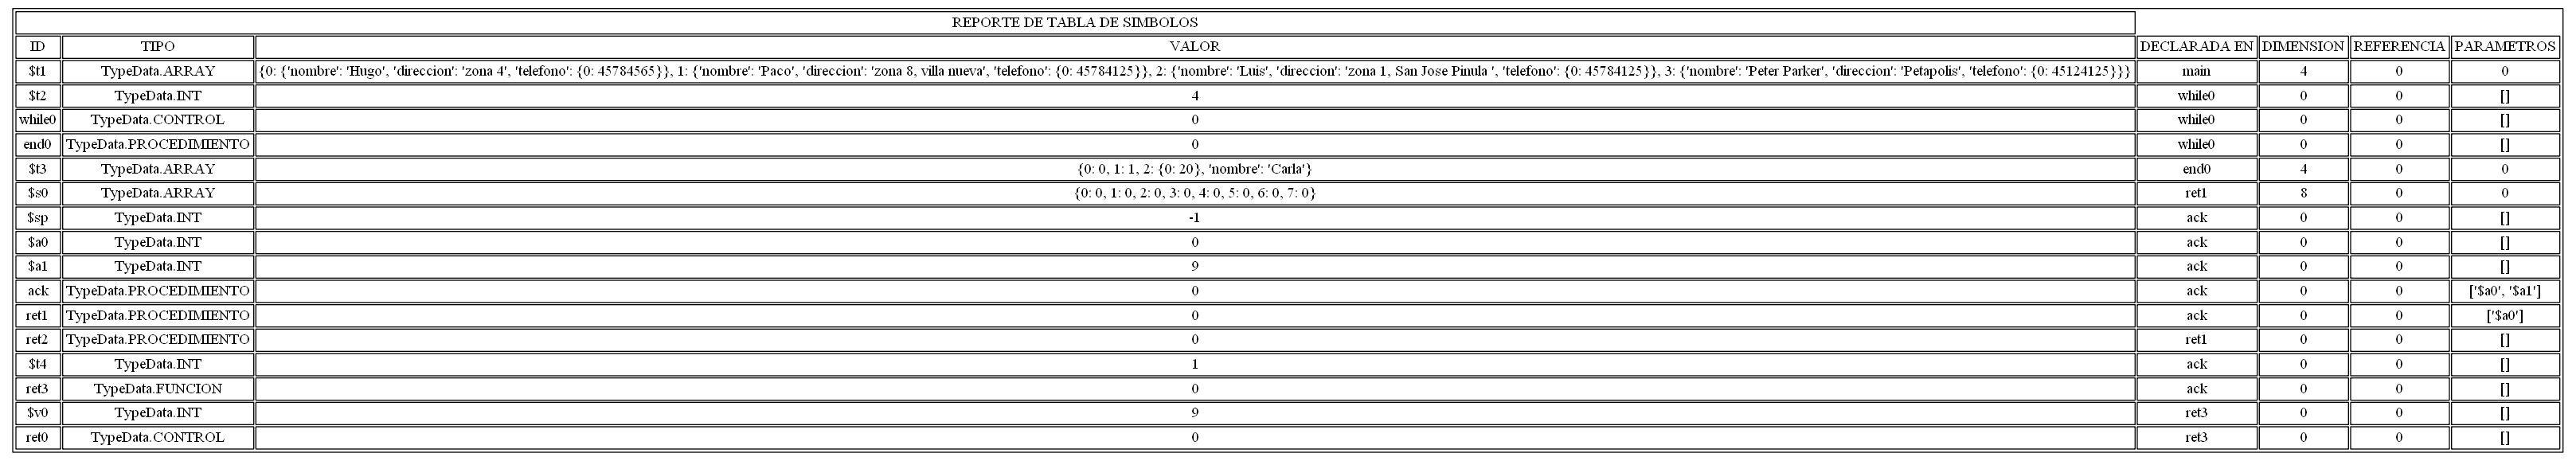 REPORTE DE TABLA DE SIMBOLOS
ID TIPO VALOR DECLARADA EN DIMENSION REFERENCIA PARAMETROS
$t1 TypeData.ARRAY {0: {'nombre': 'Hugo', 'direccion': 'zona 4', 'telefono': {0: 45784565}}, 1: {'nombre': 'Paco', 'direccion': 'zona 8, villa nueva', 'telefono': {0: 45784125}}, 2: {'nombre': 'Luis', 'direccion': 'zona 1, San Jose Pinula ', 'telefono': {0: 45784125}}, 3: {'nombre': 'Peter Parker', 'direccion': 'Petapolis', 'telefono': {0: 45124125}}} main 4 0 0
$t2 TypeData.INT 4 while0 0 0 []
while0 TypeData.CONTROL 0 while0 0 0 []
end0 TypeData.PROCEDIMIENTO 0 while0 0 0 []
$t3 TypeData.ARRAY {0: 0, 1: 1, 2: {0: 20}, 'nombre': 'Carla'} end0 4 0 0
$s0 TypeData.ARRAY {0: 0, 1: 0, 2: 0, 3: 0, 4: 0, 5: 0, 6: 0, 7: 0} ret1 8 0 0
$sp TypeData.INT -1 ack 0 0 []
$a0 TypeData.INT 0 ack 0 0 []
$a1 TypeData.INT 9 ack 0 0 []
ack TypeData.PROCEDIMIENTO 0 ack 0 0 ['$a0', '$a1']
ret1 TypeData.PROCEDIMIENTO 0 ack 0 0 ['$a0']
ret2 TypeData.PROCEDIMIENTO 0 ret1 0 0 []
$t4 TypeData.INT 1 ack 0 0 []
ret3 TypeData.FUNCION 0 ack 0 0 []
$v0 TypeData.INT 9 ret3 0 0 []
ret0 TypeData.CONTROL 0 ret3 0 0 []